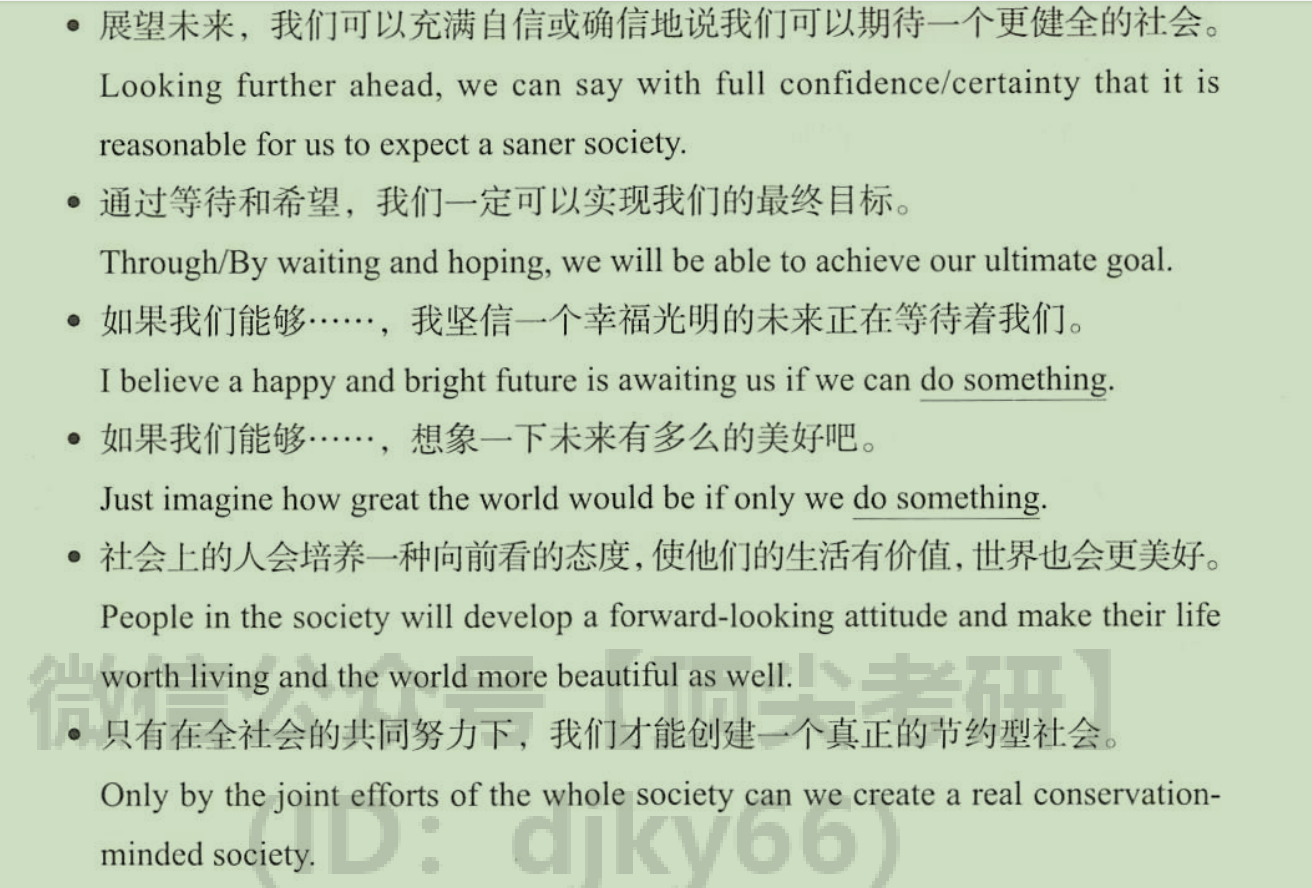 • 展望未来，我们可以充满自信或确信地说我们可以期待一个更健全的社会。
Looking further ahead, we can say with full confidence/certainty that it is
reasonable for us to expect a saner society.
• 通过等待和希望，我们一定可以实现我们的最终目标。
Through/By waiting and hoping, we will be able to achieve our ultimate goal.
• 如果我们能够……，我坚信一个幸福光明的未来正在等待着我们。
I believe a happy and bright future is awaiting us if we can do something.
• 如果我们能够……，想象一下未来有多么的美好吧。
Just imagine how great the world would be if only we do something.
• 社会上的人会培养一种向前看的态度，使他们的生活有价值，世界也会更美好。
People in the society will develop a forward-looking attitude and make their life
worth living and the world more beautiful as well.
微信公众号【顶尖考研】
• 只有在全社会的共同努力下，我们才能创建一个真正的节约型社会。
Only by the joint efforts of the whole society can we create a real conservation-
minded society.
(ID：djky66)